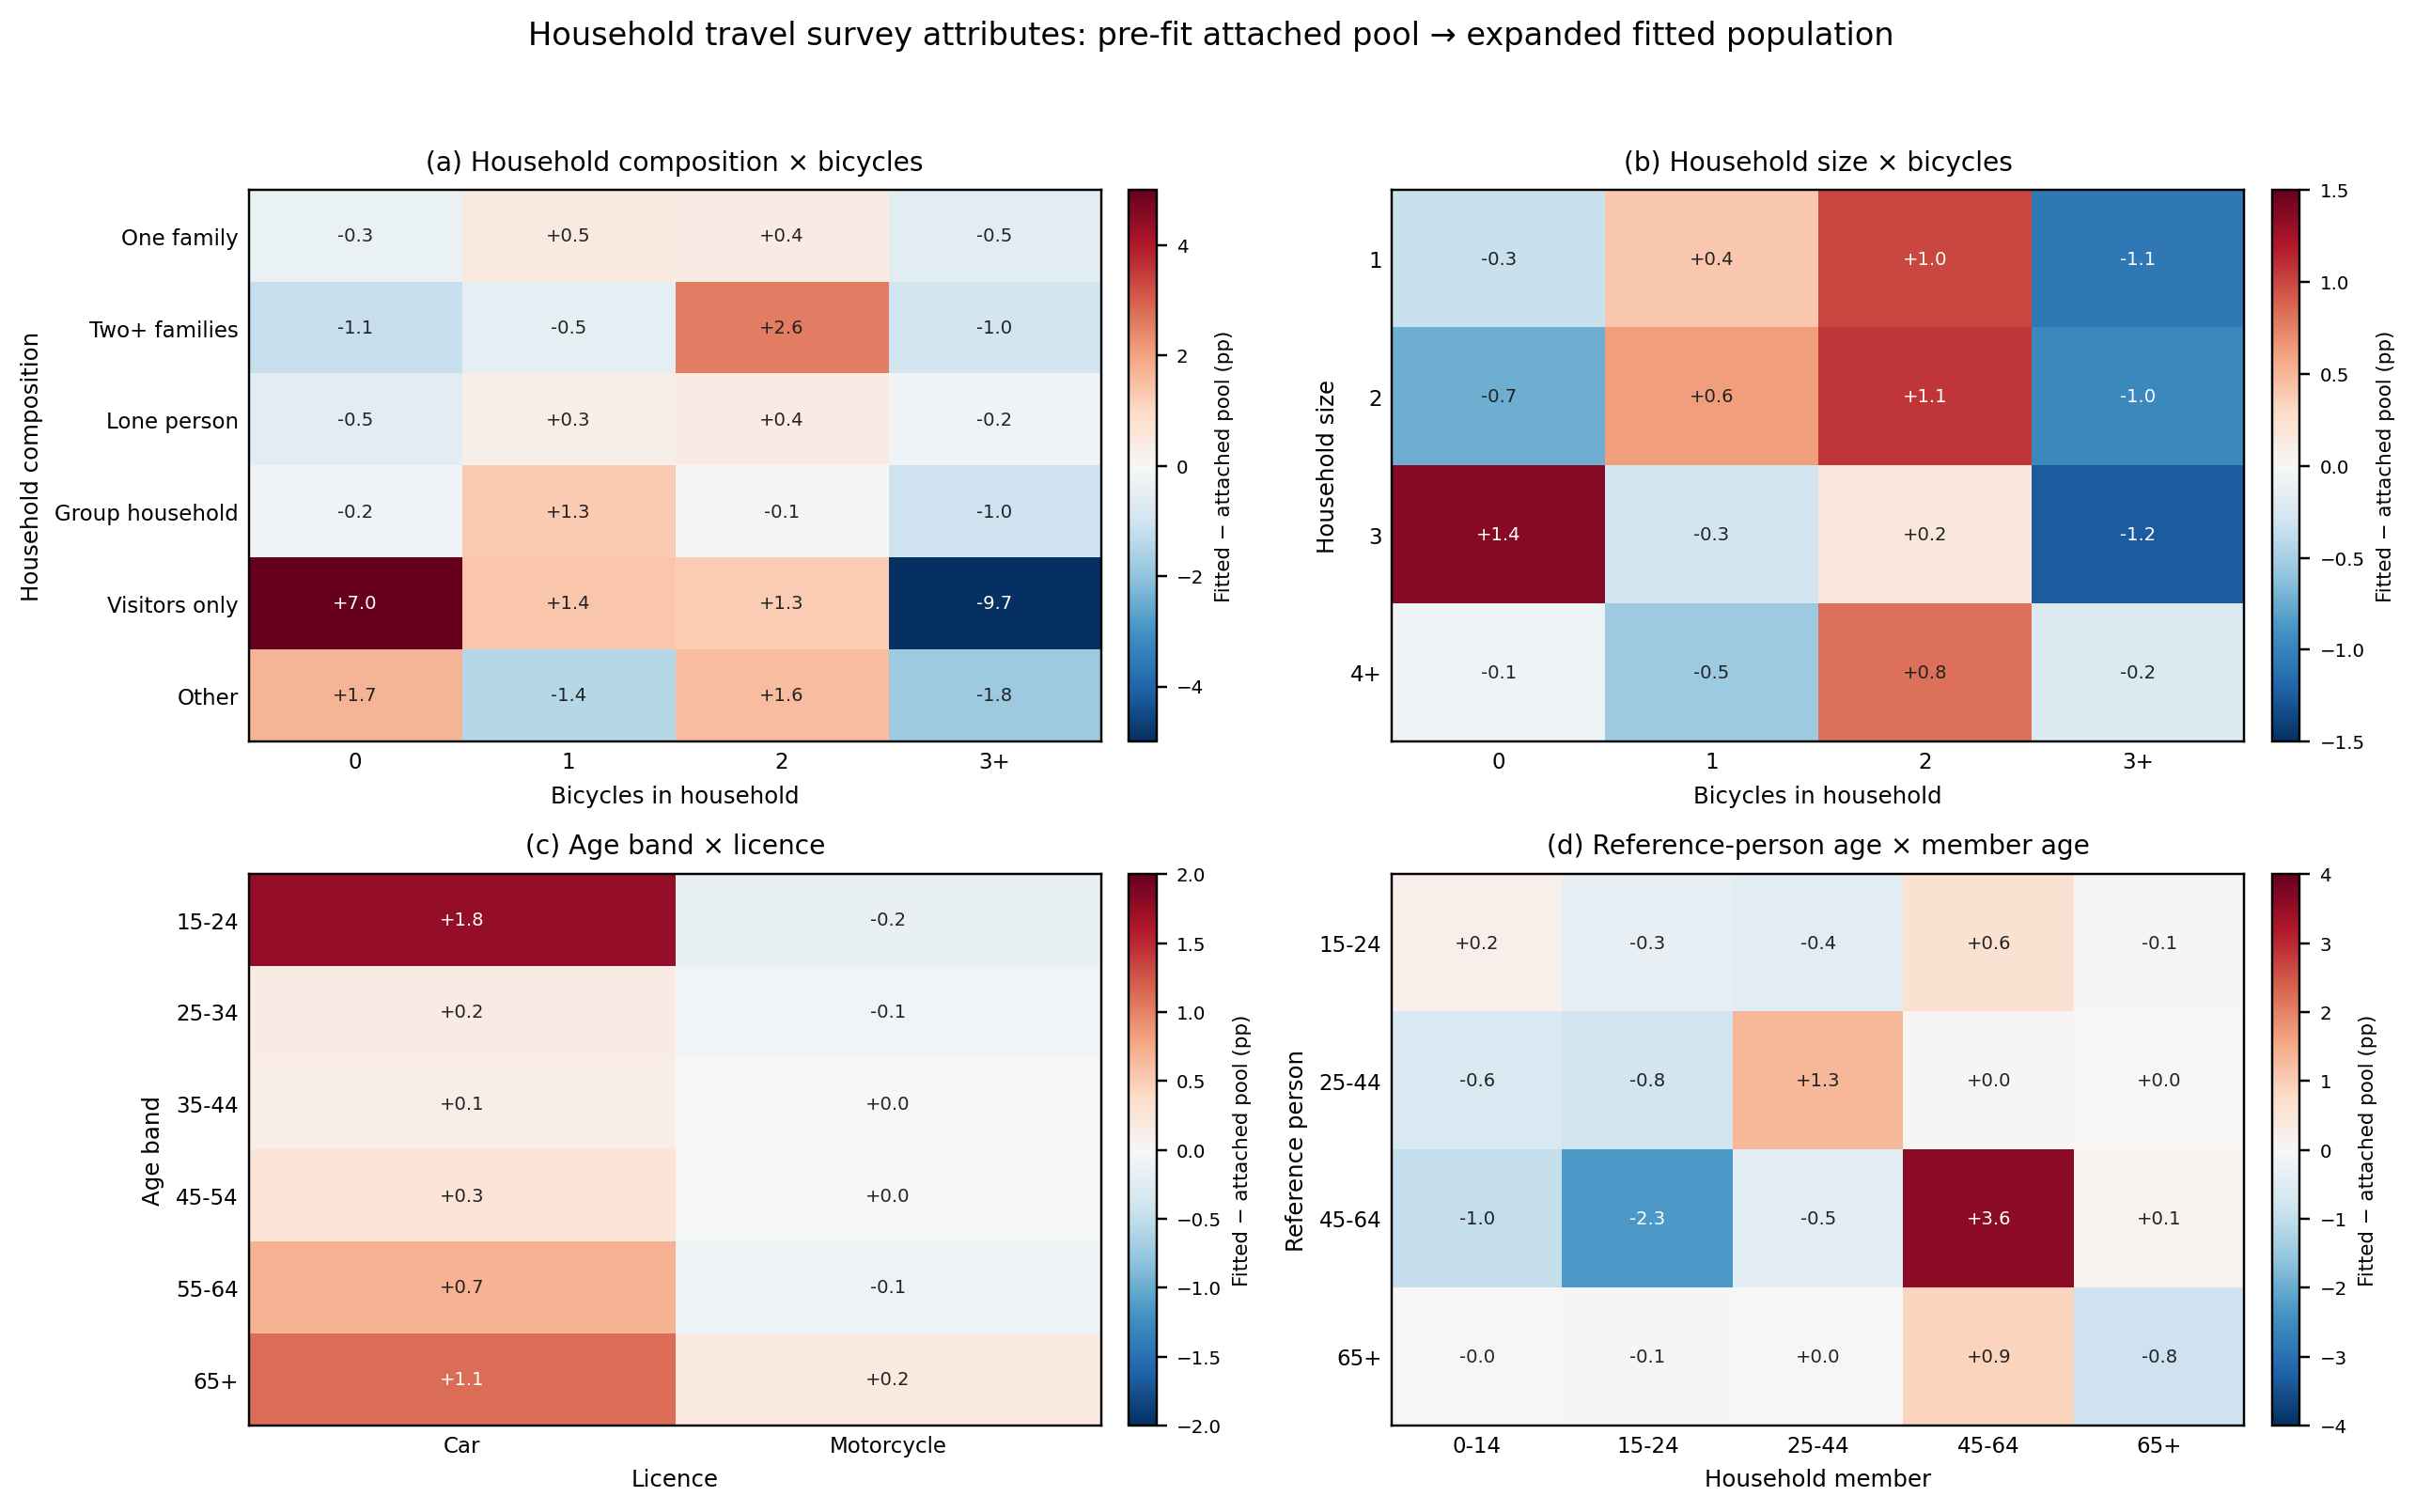 Household travel survey attributes: pre-fit attached pool → expanded fitted population
(a) Household composition × bicycles
Household composition
One family
-0.3 +0.5 +0.4 -0.5
Two+ families
-1.1 -0.5 +2.6 -1.0
Lone person
-0.5 +0.3 +0.4 -0.2
Group household
-0.2 +1.3 -0.1 -1.0
Visitors only
+7.0 +1.4 +1.3 -9.7
Other
+1.7 -1.4 +1.6 -1.8
0 1 2 3+
Bicycles in household
4
2
0
−2
−4
Fitted − attached pool (pp)
(b) Household size × bicycles
Household size
1
-0.3 +0.4 +1.0 -1.1
2
-0.7 +0.6 +1.1 -1.0
3
+1.4 -0.3 +0.2 -1.2
4+
-0.1 -0.5 +0.8 -0.2
0 1 2 3+
Bicycles in household
1.5
1.0
0.5
0.0
−0.5
−1.0
−1.5
Fitted − attached pool (pp)
(c) Age band × licence
Age band
15-24
+1.8 -0.2
25-34
+0.2 -0.1
35-44
+0.1 +0.0
45-54
+0.3 +0.0
55-64
+0.7 -0.1
65+
+1.1 +0.2
Car Motorcycle
Licence
2.0
1.5
1.0
0.5
0.0
−0.5
−1.0
−1.5
−2.0
Fitted − attached pool (pp)
(d) Reference-person age × member age
Reference person
15-24
+0.2 -0.3 -0.4 +0.6 -0.1
25-44
-0.6 -0.8 +1.3 +0.0 +0.0
45-64
-1.0 -2.3 -0.5 +3.6 +0.1
65+
-0.0 -0.1 +0.0 +0.9 -0.8
0-14 15-24 25-44 45-64 65+
Household member
4
3
2
1
0
−1
−2
−3
−4
Fitted − attached pool (pp)